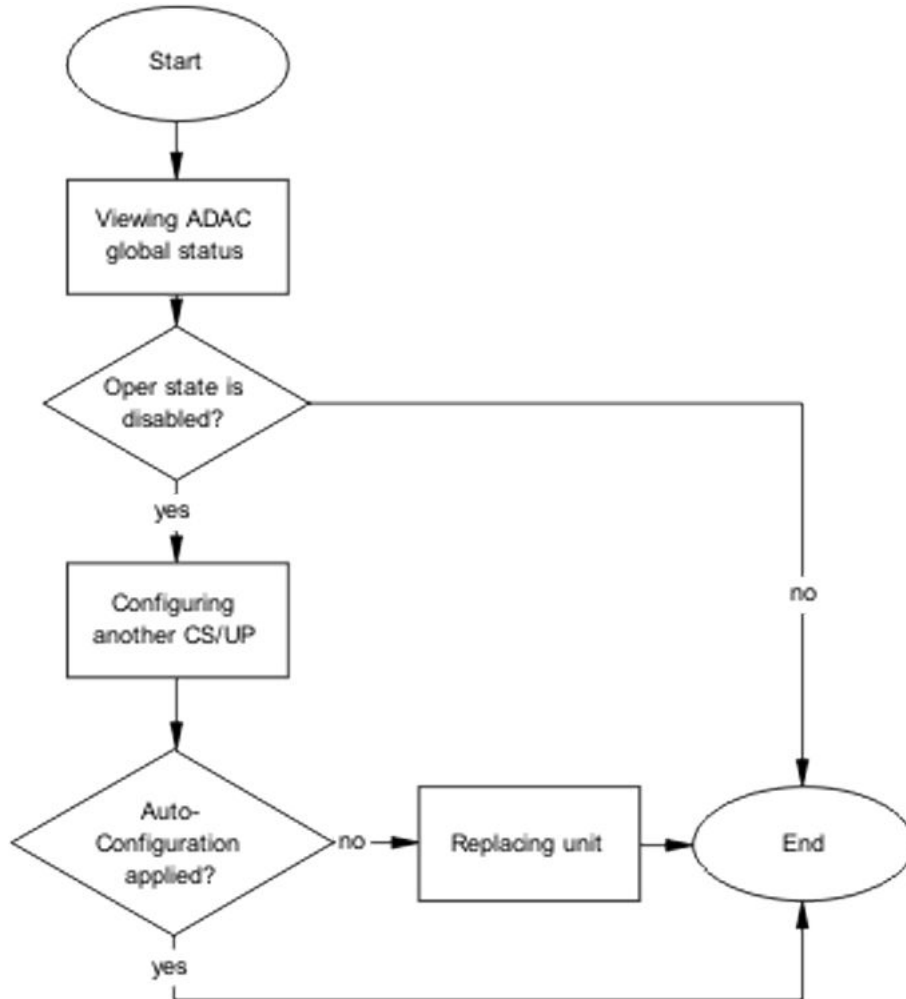 Start
Viewing ADAC
global status
Oper state is
disabled?
yes
no
Configuring
another CS/UP
Auto-
Configuration
applied?
no
Replacing unit
End
yes